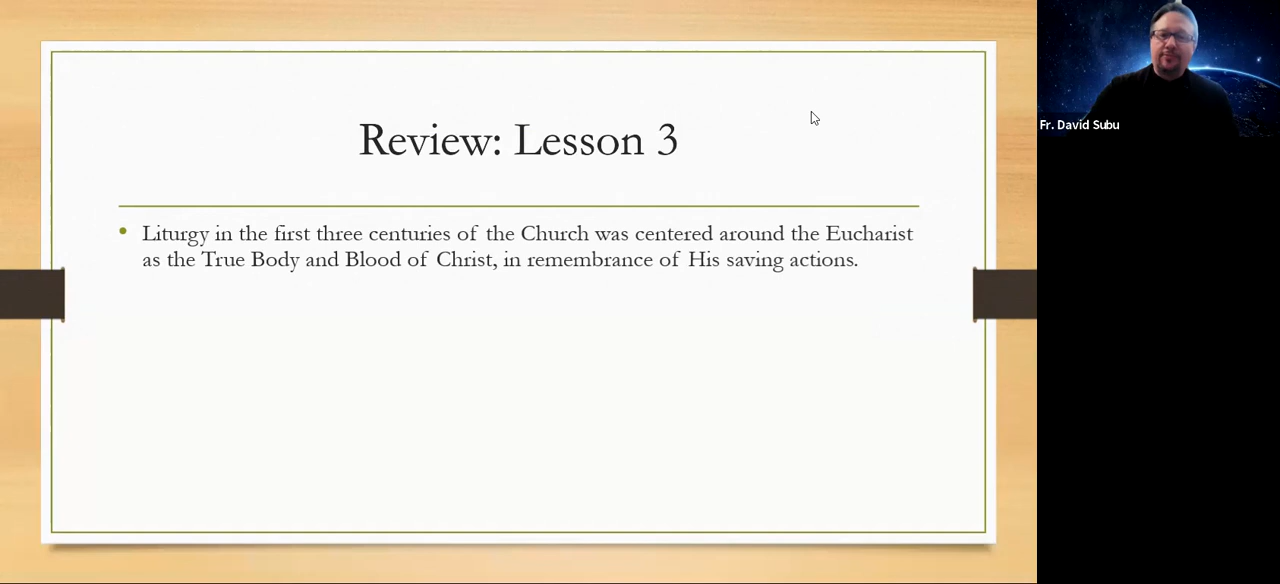 Review: Lesson 3
• Liturgy in the first three centuries of the Church was centered around the Eucharist
as the True Body and Blood of Christ, in remembrance of His saving actions.
Fr. David Subu